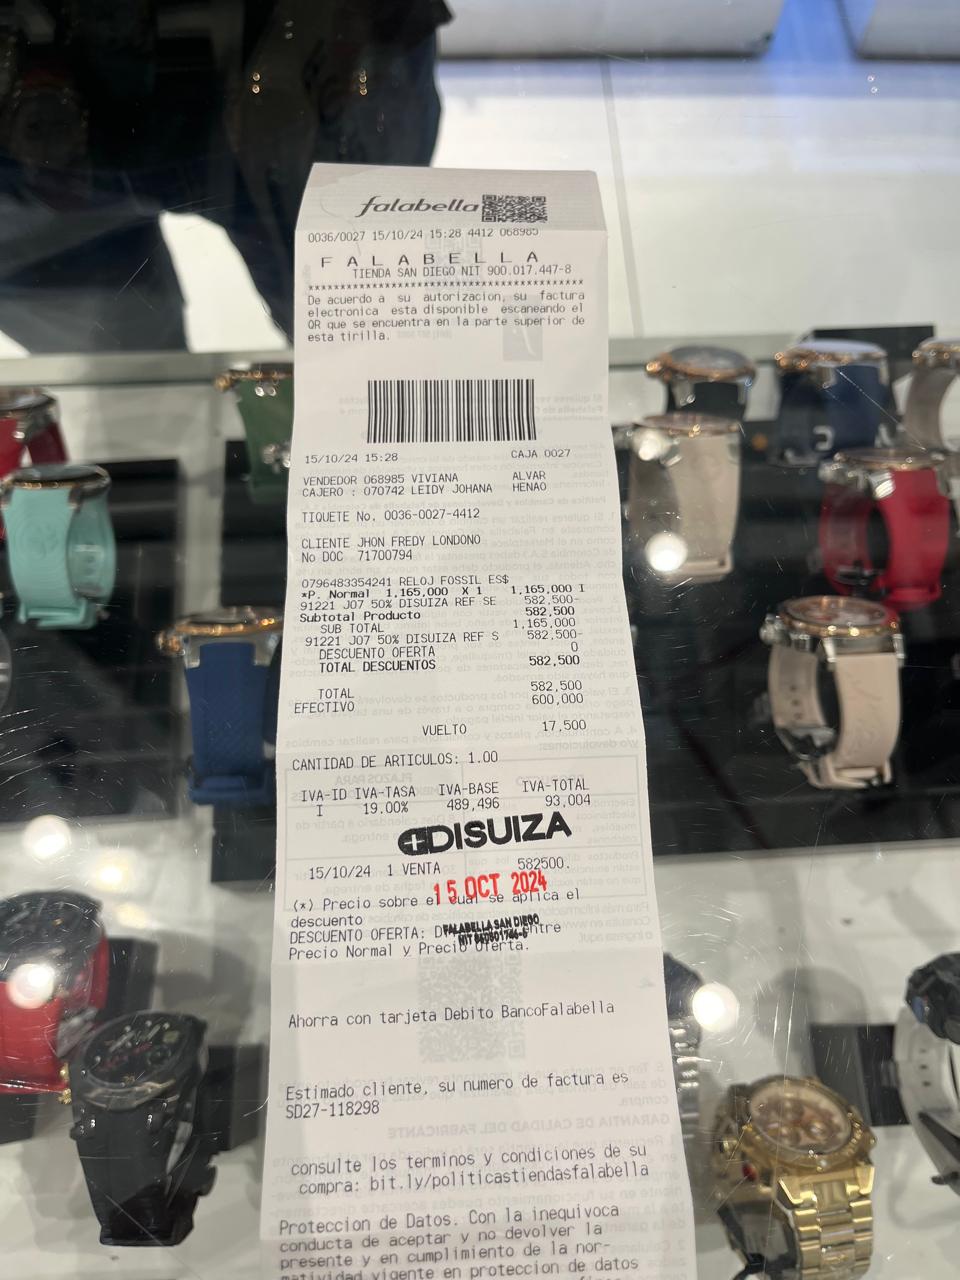 falabella
0036/0027 15/10/24 15:28 4412 068985
F A L A B E L L A
TIENDA SAN DIEGO NIT 900.017.447-8
****************************************
De acuerdo a su autorizacion, su factura
electronica esta disponible escaneando el
QR que se encuentra en la parte superior de
esta tirilla.
15/10/24 15:28 CAJA 0027
VENDEDOR 068985 VIVIANA ALVAR
CAJERO : 070742 LEIDY JOHANA HENAO
TIQUETE No. 0036-0027-4412
CLIENTE JHON FREDY LONDONO
No DOC 71700794
0796483354241 RELOJ FOSSIL ES$
*P. Normal 1,165,000 X 1 1,165,000 I
91221 J07 50% DISUIZA REF SE 582,500-
Subtotal Producto 582,500
SUB TOTAL 1,165,000
91221 J07 50% DISUIZA REF S 582,500-
DESCUENTO OFERTA 0
TOTAL DESCUENTOS 582,500
TOTAL 582,500
EFECTIVO 600,000
VUELTO 17,500
CANTIDAD DE ARTICULOS: 1.00
IVA-ID IVA-TASA IVA-BASE IVA-TOTAL
I 19.00% 489,496 93,004
DISUIZA
15/10/24 1 VENTA 582500.
15 OCT 2024
(*) Precio sobre el cual se aplica el
descuento
FALABELLA SAN DIEGO
DESCUENTO OFERTA: entre
Precio Normal y Precio Oferta.
Ahorra con tarjeta Debito BancoFalabella
Estimado cliente, su numero de factura es
SD27-118298
consulte los terminos y condiciones de su
compra: bit.ly/politicastiendasfalabella
Proteccion de Datos. Con la inequivoca
conducta de aceptar y no devolver la
presente y en cumplimiento de la nor-
matividad vigente en proteccion de datos